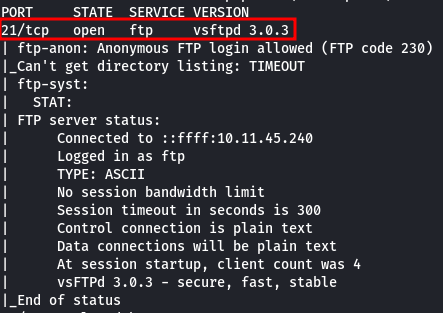 PORT   STATE SERVICE VERSION
21/tcp open  ftp     vsftpd 3.0.3
| ftp-anon: Anonymous FTP login allowed (FTP code 230)
|_Can't get directory listing: TIMEOUT
| ftp-syst:
|   STAT:
| FTP server status:
|      Connected to ::ffff:10.11.45.240
|      Logged in as ftp
|      TYPE: ASCII
|      No session bandwidth limit
|      Session timeout in seconds is 300
|      Control connection is plain text
|      Data connections will be plain text
|      At session startup, client count was 4
|      vsFTPd 3.0.3 - secure, fast, stable
|_End of status